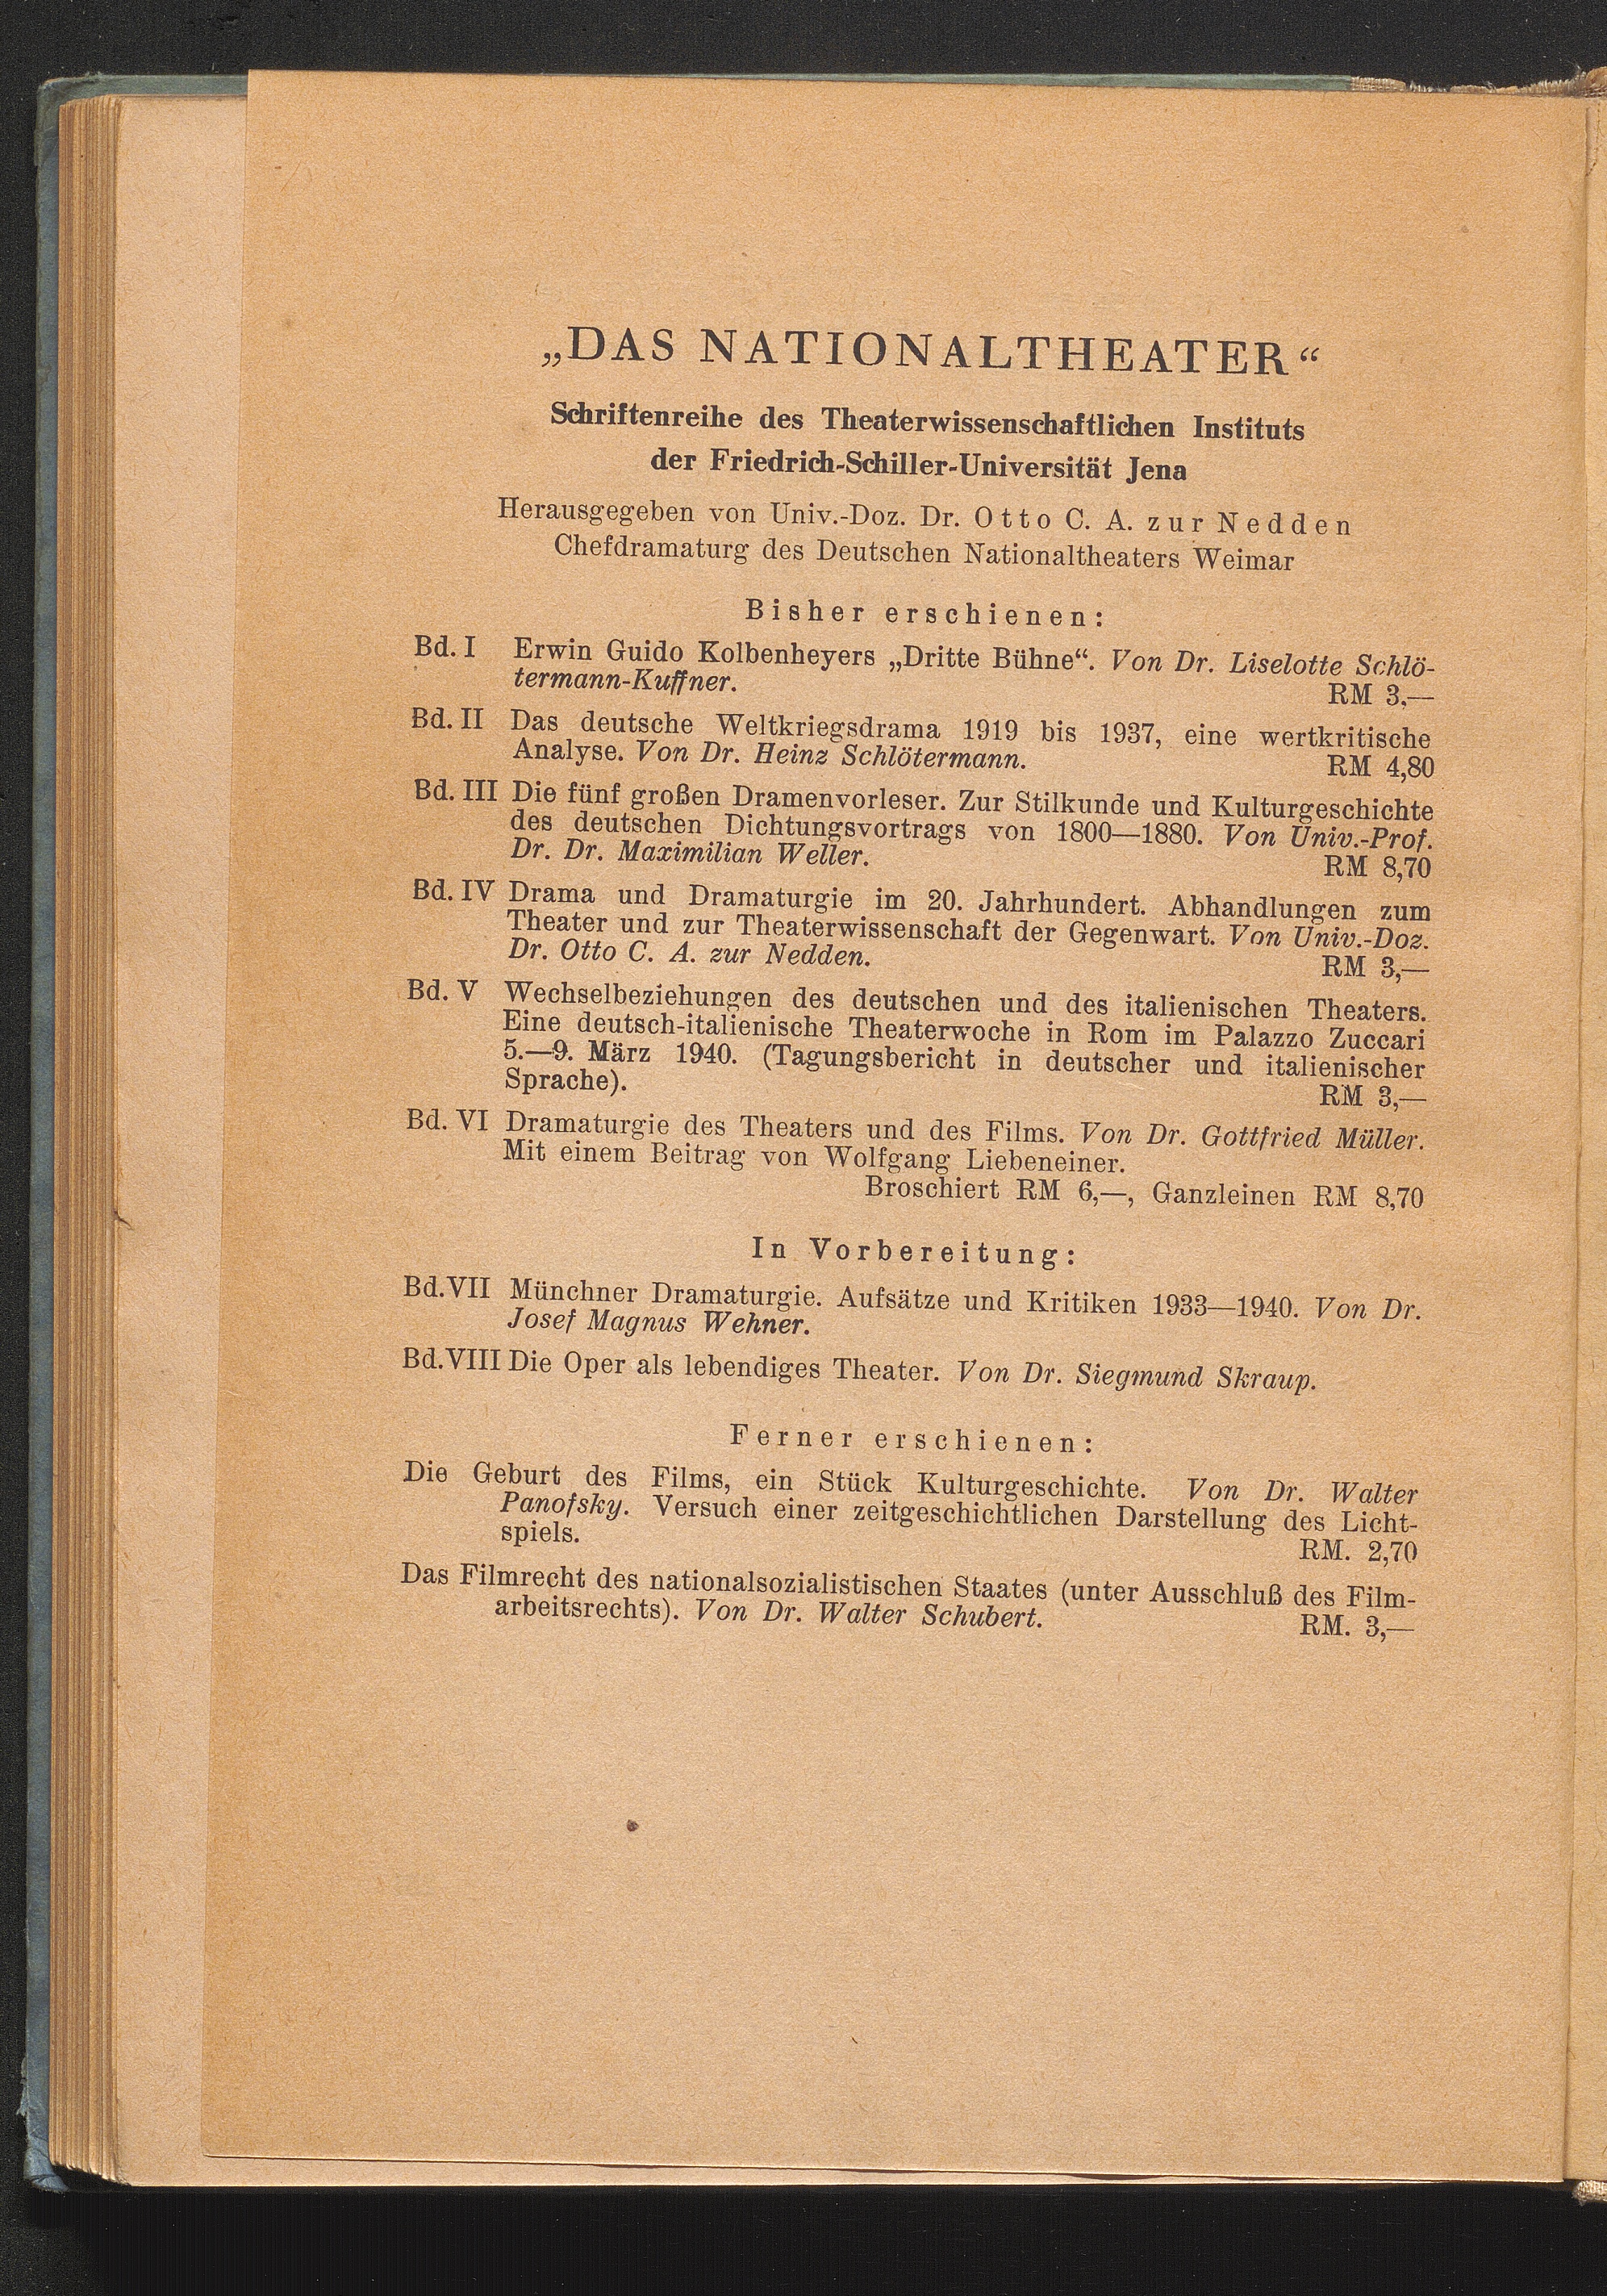 „DAS NATIONALTHEATER“
Schriftenreihe des Theaterwissenschaftlichen Instituts
der Friedrich-Schiller-Universität Jena
Herausgegeben von Univ.-Doz. Dr. Otto C. A. zur Nedden
Chefdramaturg des Deutschen Nationaltheaters Weimar
Bisher erschienen:
Bd. I Erwin Guido Kolbenheyers „Dritte Bühne“. Von Dr. Liselotte Schlö-
termann-Kuffner. RM 3.—
Bd. II Das deutsche Weltkriegsdrama 1919 bis 1937, eine wertkritische
Analyse. Von Dr. Heinz Schlötermann. RM 4,80
Bd. III Die fünf großen Dramenvorleser. Zur Stilkunde und Kulturgeschichte
des deutschen Dichtungsvortrags von 1800—1880. Von Univ.-Prof.
Dr. Dr. Maximilian Weller. RM 8,70
Bd. IV Drama und Dramaturgie im 20. Jahrhundert. Abhandlungen zum
Theater und zur Theaterwissenschaft der Gegenwart. Von Univ.-Doz.
Dr. Otto C. A. zur Nedden. RM 3,—
Bd. V Wechselbeziehungen des deutschen und des italienischen Theaters.
Eine deutsch-italienische Theaterwoche in Rom im Palazzo Zuccari
5.—9. März 1940. (Tagungsbericht in deutscher und italienischer
Sprache). RM 3,—
Bd. VI Dramaturgie des Theaters und des Films. Von Dr. Gottfried Müller.
Mit einem Beitrag von Wolfgang Liebeneiner.
Broschiert RM 6,—, Ganzleinen RM 8,70
In Vorbereitung:
Bd.VII Münchner Dramaturgie. Aufsätze und Kritiken 1933—1940. Von Dr.
Josef Magnus Wehner.
Bd.VIII Die Oper als lebendiges Theater. Von Dr. Siegmund Skraup.
Ferner erschienen:
Die Geburt des Films, ein Stück Kulturgeschichte. Von Dr. Walter
Panofsky. Versuch einer zeitgeschichtlichen Darstellung des Licht-
spiels. RM. 2,70
Das Filmrecht des nationalsozialistischen Staates (unter Ausschluß des Film-
arbeitsrechts). Von Dr. Walter Schubert. RM. 3,—